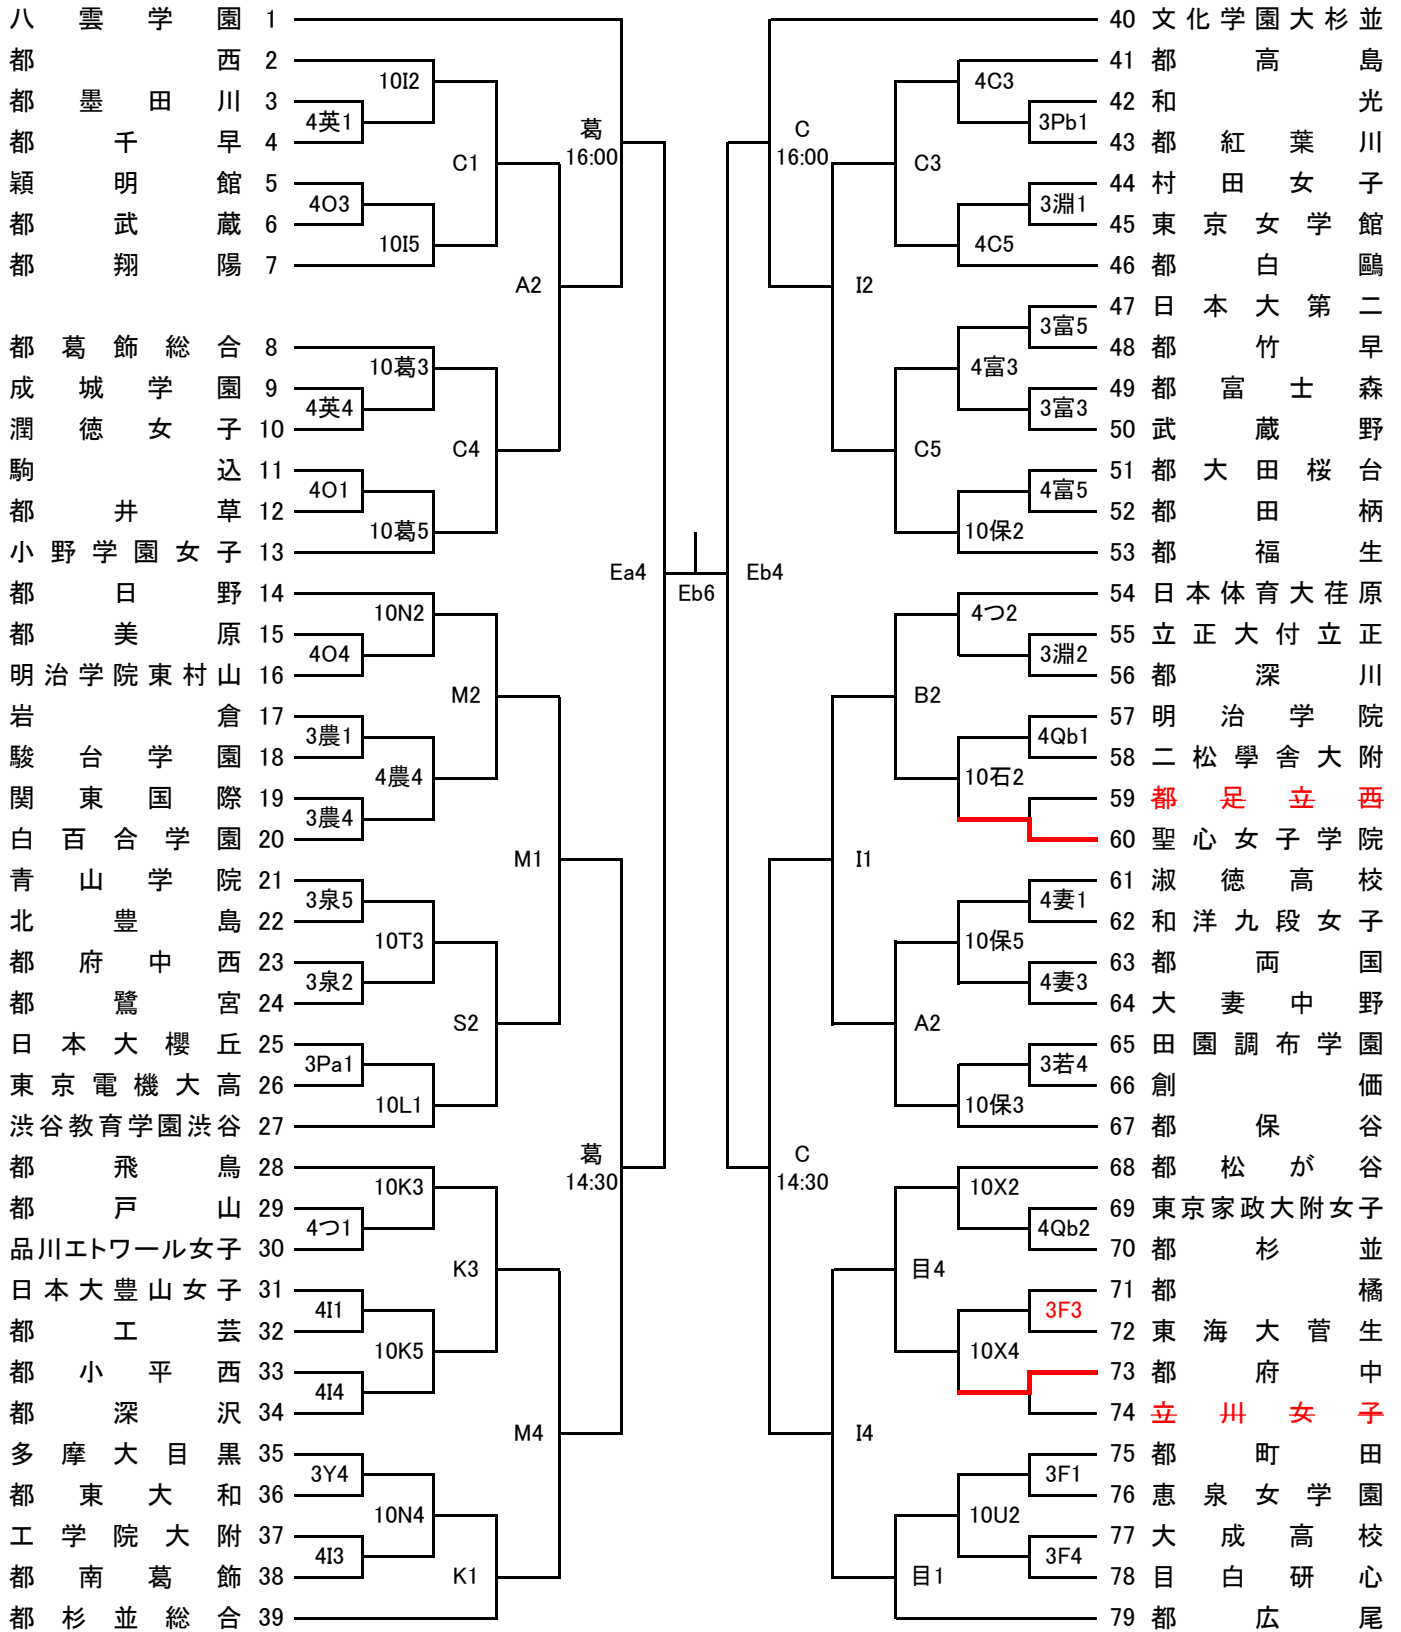 八雲学園 1
都西 2
都墨田川 3
都千早 4
穎明館 5
都武蔵 6
都翔陽 7
都葛飾総合 8
成城学園 9
潤徳女子 10
駒込 11
都井草 12
小野学園女子 13
都日野 14
都美原 15
明治学院東村山 16
岩倉 17
駿台学園 18
関東国際 19
白百合学園 20
青山学院 21
北豊島 22
都府中西 23
都鷺宮 24
日本大櫻丘 25
東京電機大高 26
渋谷教育学園渋谷 27
都飛鳥 28
都戸山 29
品川エトワール女子 30
日本大豊山女子 31
都工芸 32
都小平西 33
都深沢 34
多摩大目黒 35
都東大和 36
工学院大附 37
都南葛飾 38
都杉並総合 39
4英1
4O3
4英4
4O1
4O4
3農1
3農4
3泉5
3泉2
3Pa1
4つ1
4I1
4I4
3Y4
4I3
10I2
10I5
10葛3
10葛5
10N2
4農4
10T3
10L1
10K3
10K5
10N4
C1
C4
M2
S2
K3
K1
A2
M1
M4
葛
16:00
葛
14:30
Ea4
Eb6
Eb4
C
16:00
C
14:30
I2
I1
I4
C3
C5
B2
A2
目4
目1
4C3
4C5
4富3
10保2
4つ2
10石2
10保5
10保3
10X2
10X4
10U2
3Pb1
3淵1
3富5
3富3
4富5
3淵2
4Qb1
4妻1
4妻3
3若4
4Qb2
3F3
3F1
3F4
40 文化学園大杉並
41 都高島
42 和光
43 都紅葉川
44 村田女子
45 東京女学館
46 都白鷗
47 日本大第二
48 都竹早
49 都富士森
50 武蔵野
51 都大田桜台
52 都田柄
53 都福生
54 日本体育大荏原
55 立正大付立正
56 都深川
57 明治学院
58 二松學舎大附
59 都足立西
60 聖心女子学院
61 淑徳高校
62 和洋九段女子
63 都両国
64 大妻中野
65 田園調布学園
66 創価
67 都保谷
68 都松が谷
69 東京家政大附女子
70 都杉並
71 都橘
72 東海大菅生
73 都府中
74 立川女子
75 都町田
76 恵泉女学園
77 大成高校
78 目白研心
79 都広尾